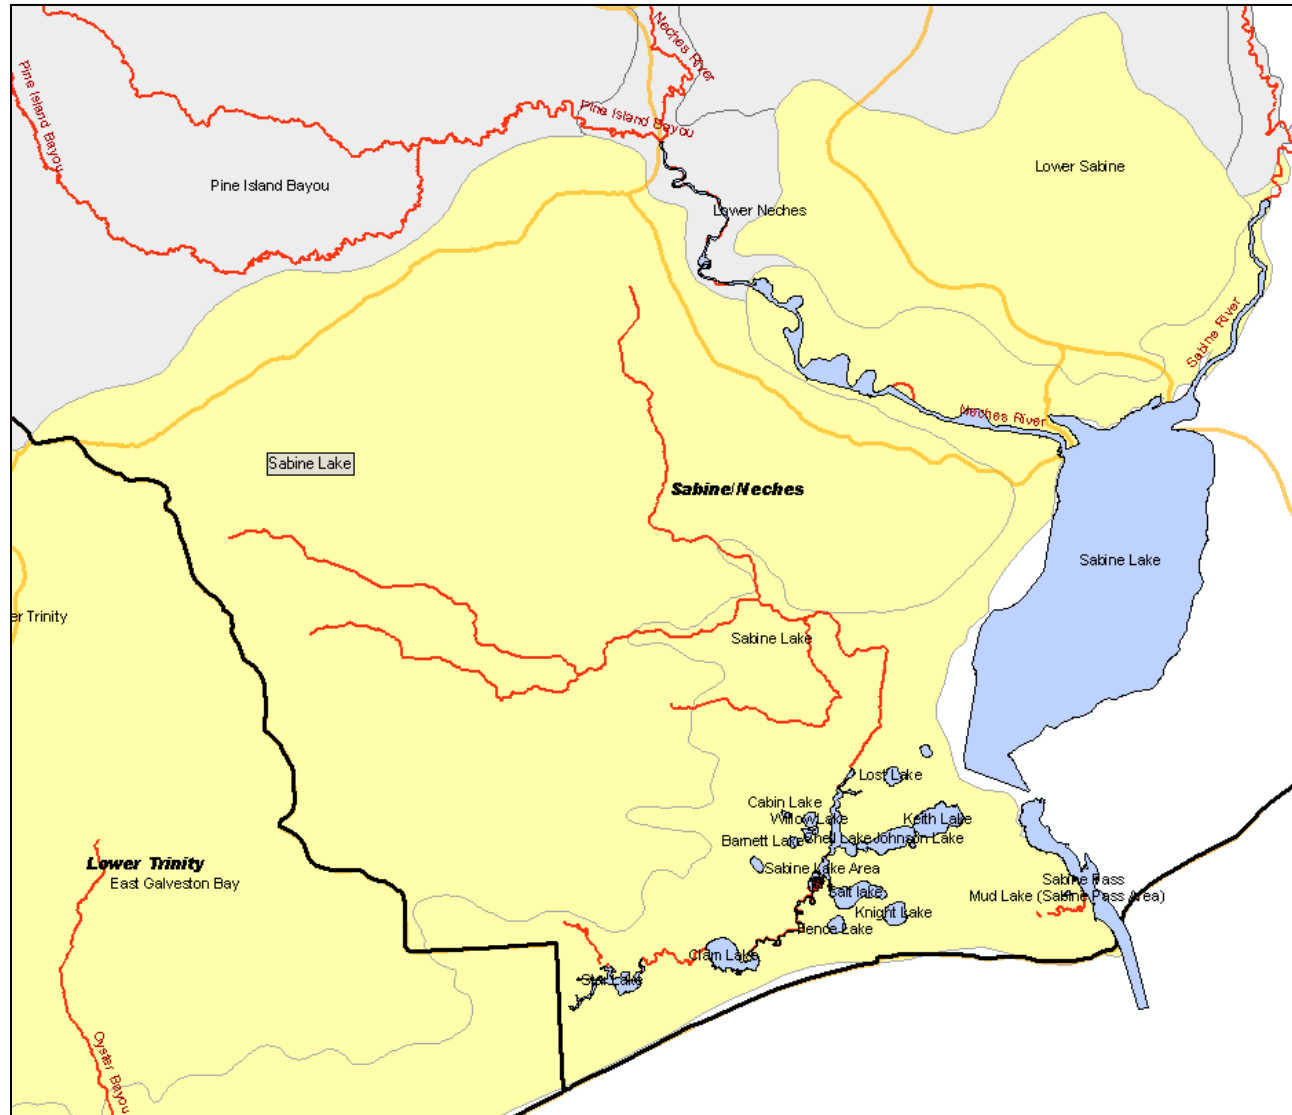 Neches River
Pine Island Bayou
Pine Island Bayou
Pine Island Bayou
Lower Sabine
Lower Neches
Sabine River
Neches River
Sabine Lake
Sabine/Neches
Sabine Lake
er Trinity
Sabine Lake
Lost Lake
Cabin Lake
Willow Lake
Keith Lake
Barnett Lake
Shell Lake
Johnson Lake
Lower Trinity
East Galveston Bay
Sabine Lake Area
Sabine Pass
Salt lake
Mud Lake (Sabine Pass Area)
Knight Lake
Fence Lake
Clam Lake
Star Lake
Oyster Bayou